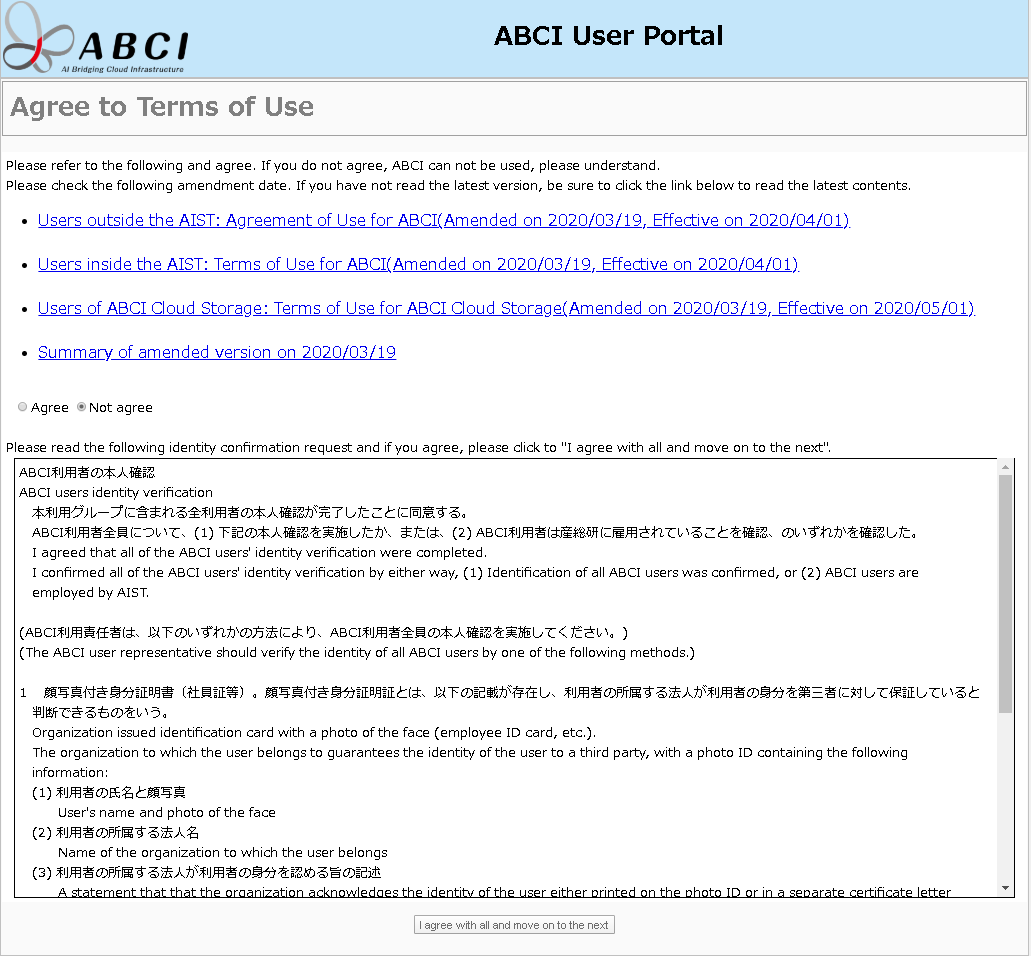 ABCI
AI Bridging Cloud Infrastructure
ABCI User Portal
Agree to Terms of Use
Please refer to the following and agree. If you do not agree, ABCI can not be used, please understand.
Please check the following amendment date. If you have not read the latest version, be sure to click the link below to read the latest contents.
Users outside the AIST: Agreement of Use for ABCI(Amended on 2020/03/19, Effective on 2020/04/01)
Users inside the AIST: Terms of Use for ABCI(Amended on 2020/03/19, Effective on 2020/04/01)
Users of ABCI Cloud Storage: Terms of Use for ABCI Cloud Storage(Amended on 2020/03/19, Effective on 2020/05/01)
Summary of amended version on 2020/03/19
Agree Not agree
Please read the following identity confirmation request and if you agree, please click to "I agree with all and move on to the next".
ABCI利用者の本人確認
ABCI users identity verification
本利用グループに含まれる全利用者の本人確認が完了したことに同意する。
ABCI利用者全員について、(1) 下記の本人確認を実施したか、または、(2) ABCI利用者は産総研に雇用されていることを確認、のいずれかを確認した。
I agreed that all of the ABCI users' identity verification were completed.
I confirmed all of the ABCI users' identity verification by either way, (1) Identification of all ABCI users was confirmed, or (2) ABCI users are
employed by AIST.
(ABCI利用責任者は、以下のいずれかの方法により、ABCI利用者全員の本人確認を実施してください。)
(The ABCI user representative should verify the identity of all ABCI users by one of the following methods.)
1 顔写真付き身分証明書（社員証等）。顔写真付き身分証明証とは、以下の記載が存在し、利用者の所属する法人が利用者の身分を第三者に対して保証していると
判断できるものをいう。
Organization issued identification card with a photo of the face (employee ID card, etc.).
The organization to which the user belongs to guarantees the identity of the user to a third party, with a photo ID containing the following
information:
(1) 利用者の氏名と顔写真
User's name and photo of the face
(2) 利用者の所属する法人名
Name of the organization to which the user belongs
(3) 利用者の所属する法人が利用者の身分を認める旨の記述
A statement that that the organization acknowledges the identity of the user either printed on the photo ID or in a separate certificate letter
I agree with all and move on to the next